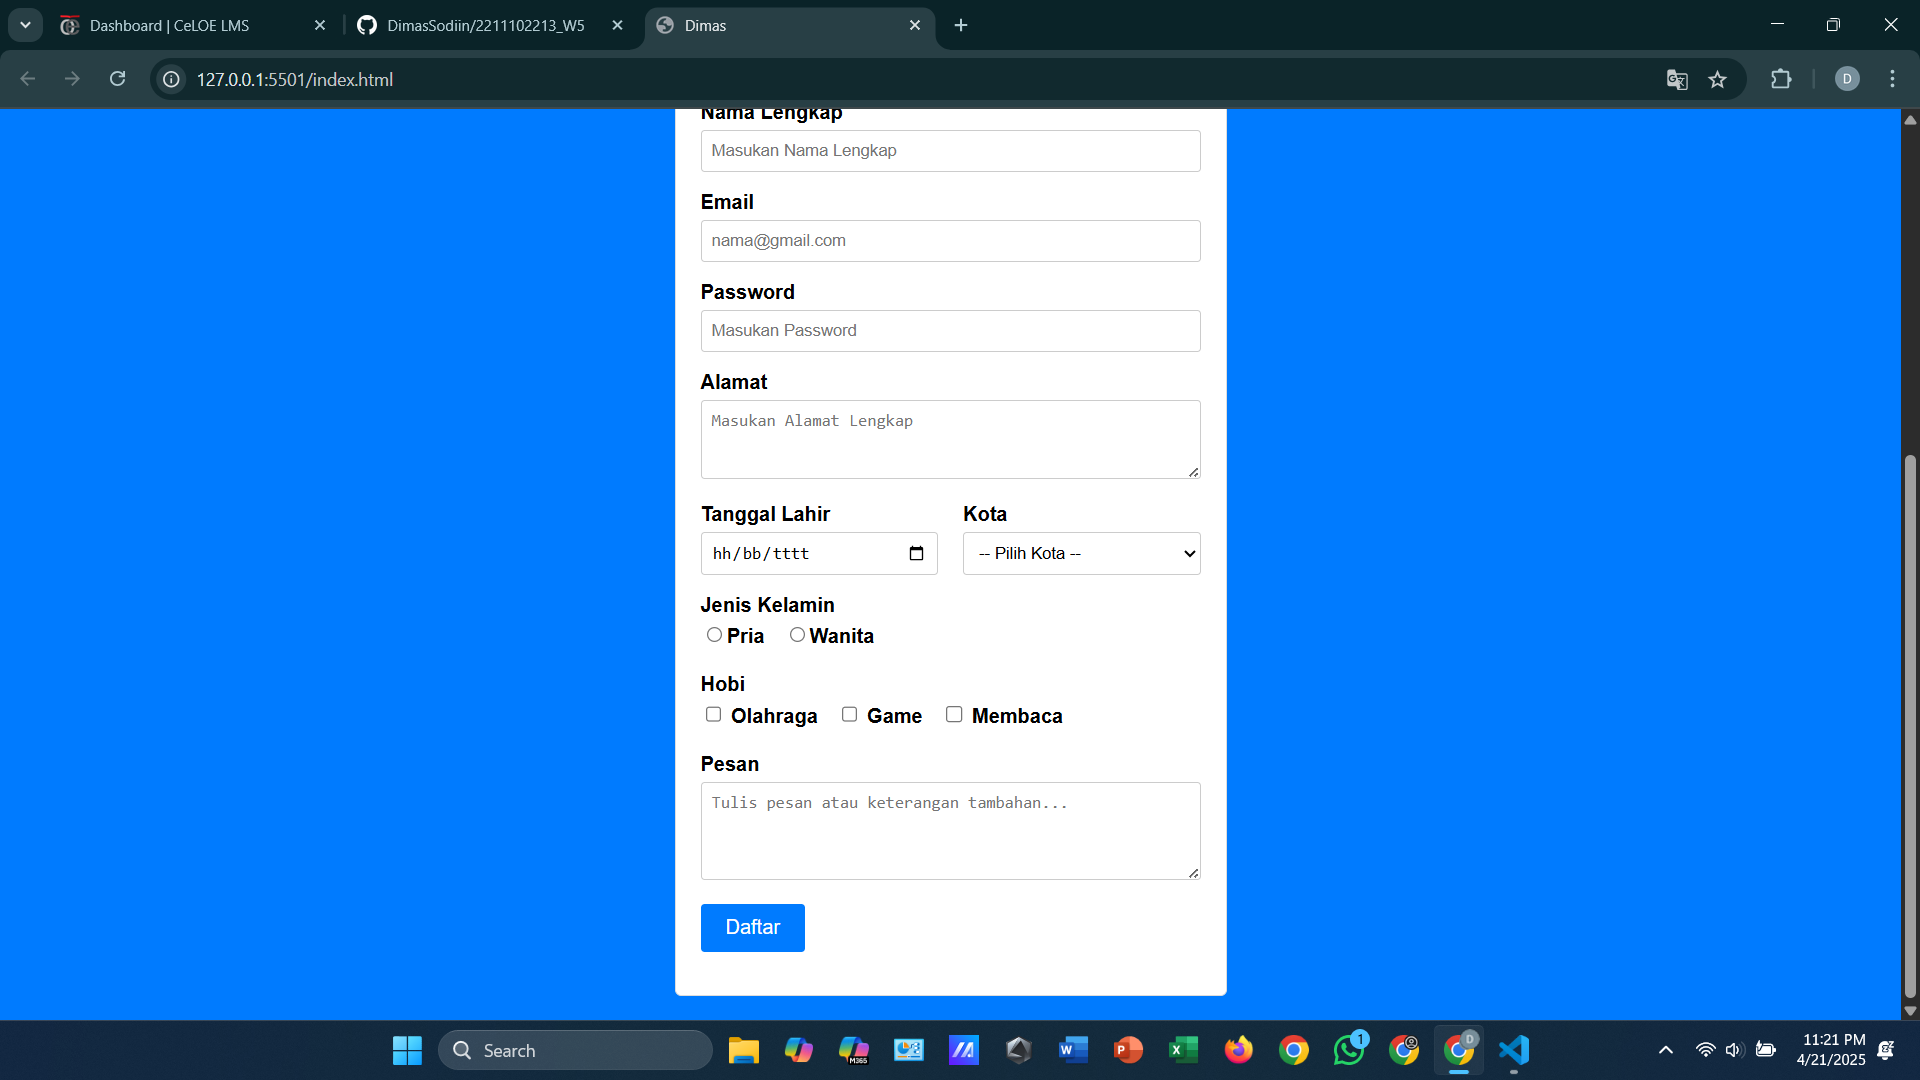 Dashboard | CeLOE LMS
DimasSodiin/2211102213_W5
Dimas
127.0.0.1:5501/index.html
D
Nama Lengkap
Masukan Nama Lengkap
Email
nama@gmail.com
Password
Masukan Password
Alamat
Masukan Alamat Lengkap
Tanggal Lahir Kota
hh/bb/tttt -- Pilih Kota --
Jenis Kelamin
Pria Wanita
Hobi
Olahraga Game Membaca
Pesan
Tulis pesan atau keterangan tambahan...
Daftar
Search
M365
1
D
11:21 PM
4/21/2025